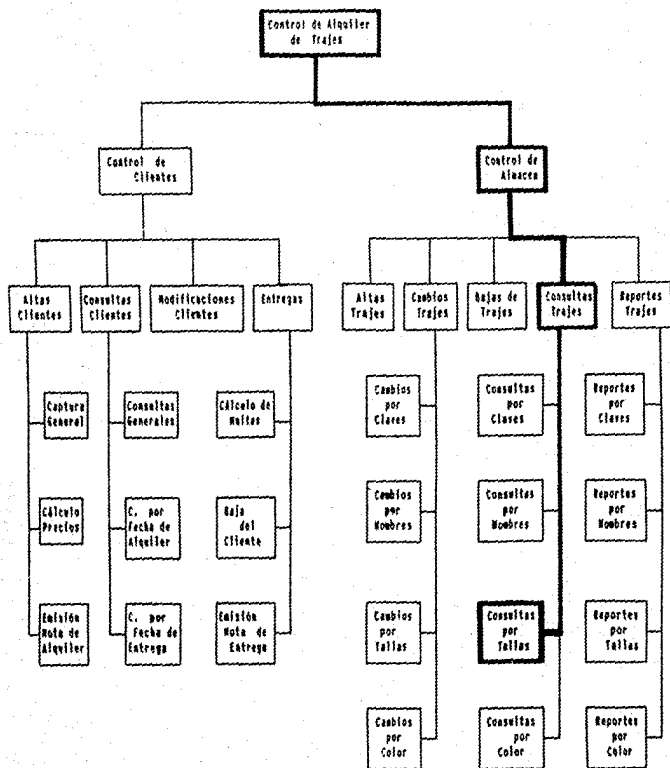 Control de Alquiler
de Trajes
Control de
Clientes
Control de
Almacen
Altas
Clientes
Consultas
Clientes
Modificaciones
Clientes
Entregas
Altas
Trajes
Cambios
Trajes
Bajas de
Trajes
Consultas
Trajes
Reportes
Trajes
Captura
General
Consultas
Generales
Cálculo de
Multas
Cambios
por
Claves
Consultas
por
Claves
Reportes
por
Claves
Cálculo
Precios
C. por
Fecha de
Alquiler
Baja
del
Cliente
Cambios
por
Nombres
Consultas
por
Nombres
Reportes
por
Nombres
Emisión
Nota de
Alquiler
C. por
Fecha de
Entrega
Emisión
Nota de
Entrega
Cambios
por
Tallas
Consultas
por
Tallas
Reportes
por
Tallas
Cambios
por
Color
Consultas
por
Color
Reportes
por
Color